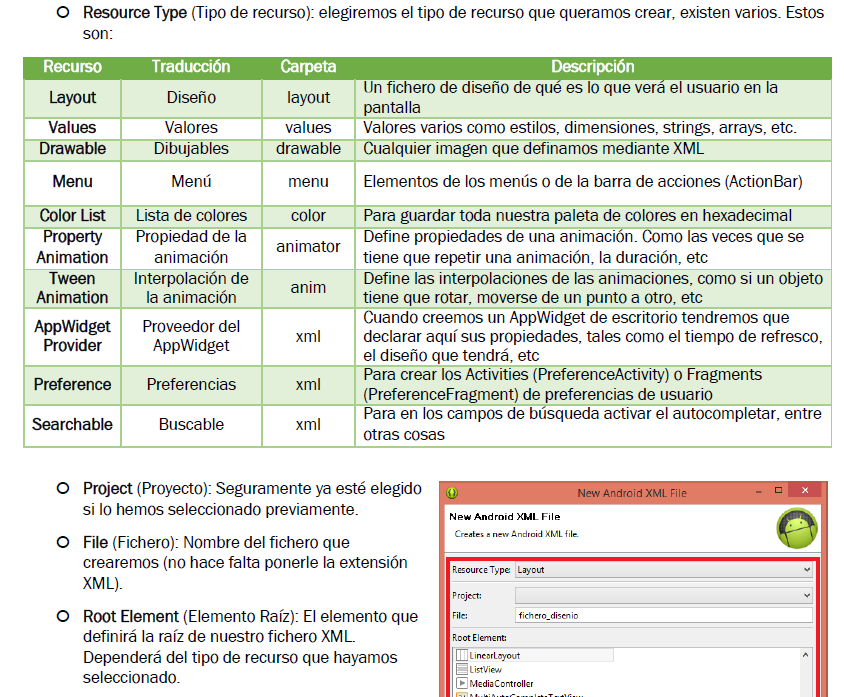 Resource Type (Tipo de recurso): elegiremos el tipo de recurso que queramos crear, existen varios. Estos
son:
Recurso Traducción Carpeta Descripción
Layout Diseño layout Un fichero de diseño de qué es lo que verá el usuario en la
pantalla
Values Valores values Valores varios como estilos, dimensiones, strings, arrays, etc.
Drawable Dibujables drawable Cualquier imagen que definamos mediante XML
Menu Menú menu Elementos de los menús o de la barra de acciones (ActionBar)
Color List Lista de colores color Para guardar toda nuestra paleta de colores en hexadecimal
Property
Animation
Propiedad de la
animación
animator
Define propiedades de una animación. Como las veces que se
tiene que repetir una animación, la duración, etc
Tween
Animation
Interpolación de
la animación
anim
Define las interpolaciones de las animaciones, como si un objeto
tiene que rotar, moverse de un punto a otro, etc
AppWidget
Provider
Proveedor del
AppWidget
xml
Cuando creemos un AppWidget de escritorio tendremos que
declarar aquí sus propiedades, tales como el tiempo de refresco,
el diseño que tendrá, etc
Preference Preferencias xml
Para crear los Activities (PreferenceActivity) o Fragments
(PreferenceFragment) de preferencias de usuario
Searchable Buscable xml
Para en los campos de búsqueda activar el autocompletar, entre
otras cosas
Project (Proyecto): Seguramente ya esté elegido
si lo hemos seleccionado previamente.
File (Fichero): Nombre del fichero que
crearemos (no hace falta ponerle la extensión
XML).
Root Element (Elemento Raíz): El elemento que
definirá la raíz de nuestro fichero XML.
Dependerá del tipo de recurso que hayamos
seleccionado.
New Android XML File
New Android XML File
Creates a new Android XML file.
Resource Type: Layout
Project:
File: fichero_disenio
Root Element:
LinearLayout
ListView
MediaController
MultiAutoCompleteTextView